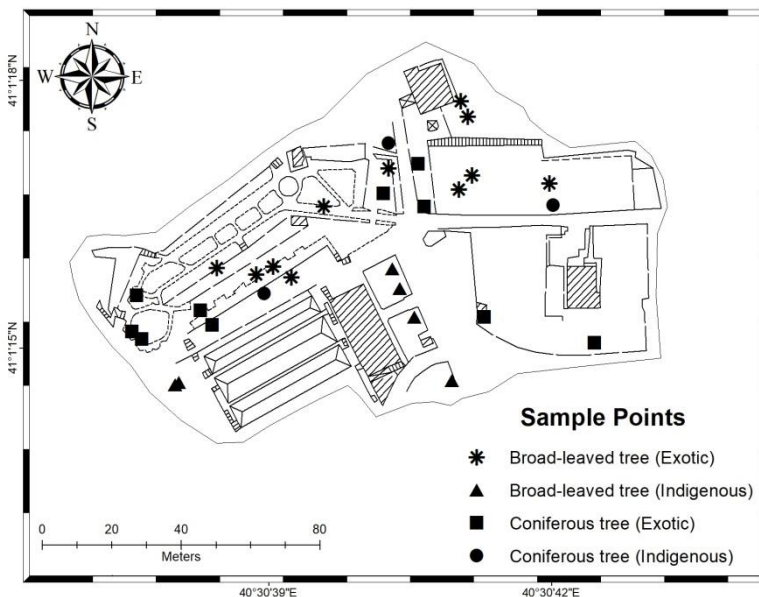 N
W E
S
41°1'18"N
41°1'15"N
Sample Points
Broad-leaved tree (Exotic)
Broad-leaved tree (Indigenous)
Coniferous tree (Exotic)
Coniferous tree (Indigenous)
0 20 40 60 80
Meters
40°30'39"E
40°30'42"E